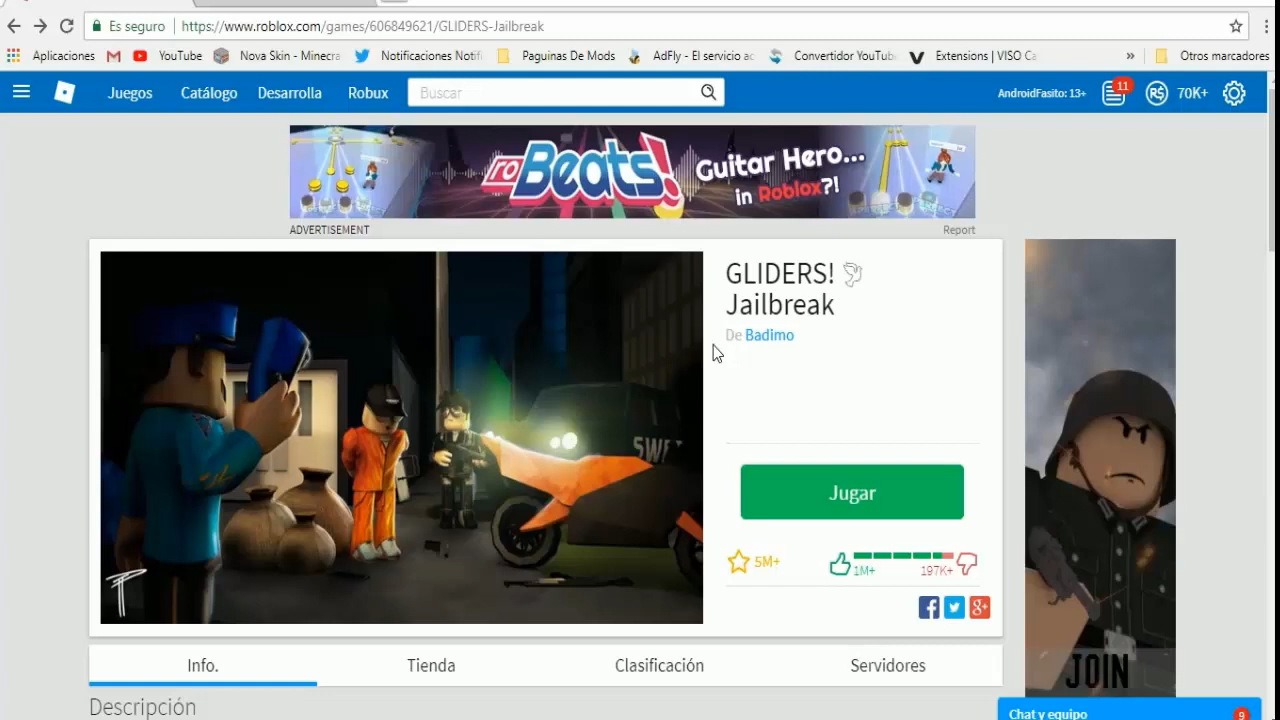 Es seguro https://www.roblox.com/games/606849621/GLIDERS-Jailbreak
Aplicaciones YouTube Nova Skin - Minecra Notificaciones Notifi Paguinas De Mods AdFly - El servicio ac Convertidor YouTub Extensions | VISO Ca » Otros marcadores
Juegos Catálogo Desarrolla Robux Buscar AndroidFasito: 13+ 11 R$ 70K+
roBeats! Guitar Hero...
in Roblox?!
ADVERTISEMENT Report
GLIDERS! 🕊
Jailbreak
De Badimo
SWAT
Jugar
5M+ 1M+ 197K+
JOIN
Info. Tienda Clasificación Servidores
Descripción
Chat y equipo 9